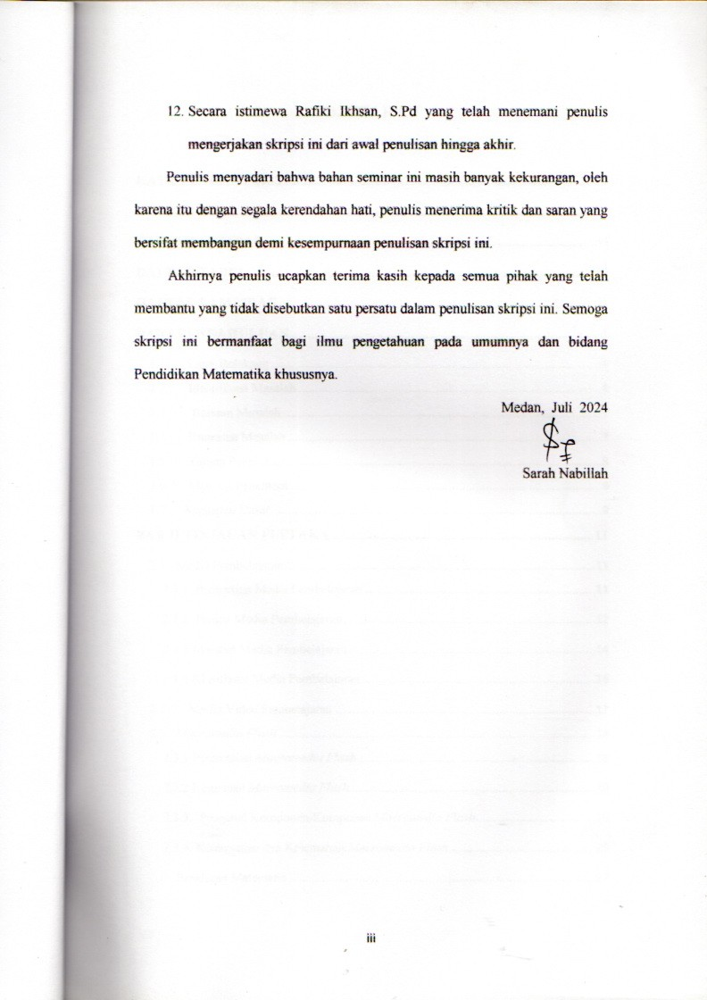 12. Secara istimewa Rafiki Ikhsan, S.Pd yang telah menemani penulis
mengerjakan skripsi ini dari awal penulisan hingga akhir.
Penulis menyadari bahwa bahan seminar ini masih banyak kekurangan, oleh
karena itu dengan segala kerendahan hati, penulis menerima kritik dan saran yang
bersifat membangun demi kesempurnaan penulisan skripsi ini.
Akhirnya penulis ucapkan terima kasih kepada semua pihak yang telah
membantu yang tidak disebutkan satu persatu dalam penulisan skripsi ini. Semoga
skripsi ini bermanfaat bagi ilmu pengetahuan pada umumnya dan bidang
Pendidikan Matematika khususnya.
Medan, Juli 2024
Sarah Nabillah
iii